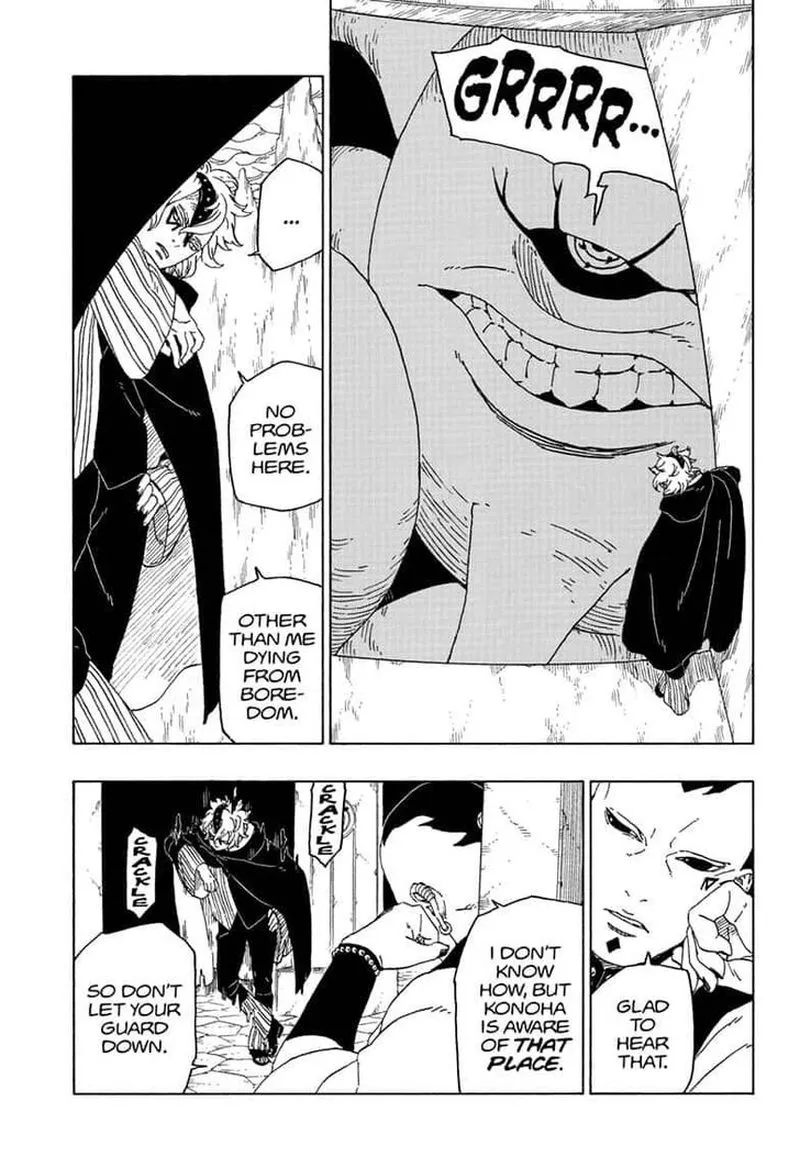 GRRRR...
...
NO
PROB-
LEMS
HERE.
OTHER
THAN ME
DYING
FROM
BORE-
DOM.
GLAD
TO
HEAR
THAT.
I DON'T
KNOW
HOW, BUT
KONOHA
IS AWARE
OF THAT
PLACE.
CRACKLE
CRACKLE
SO DON'T
LET YOUR
GUARD
DOWN.